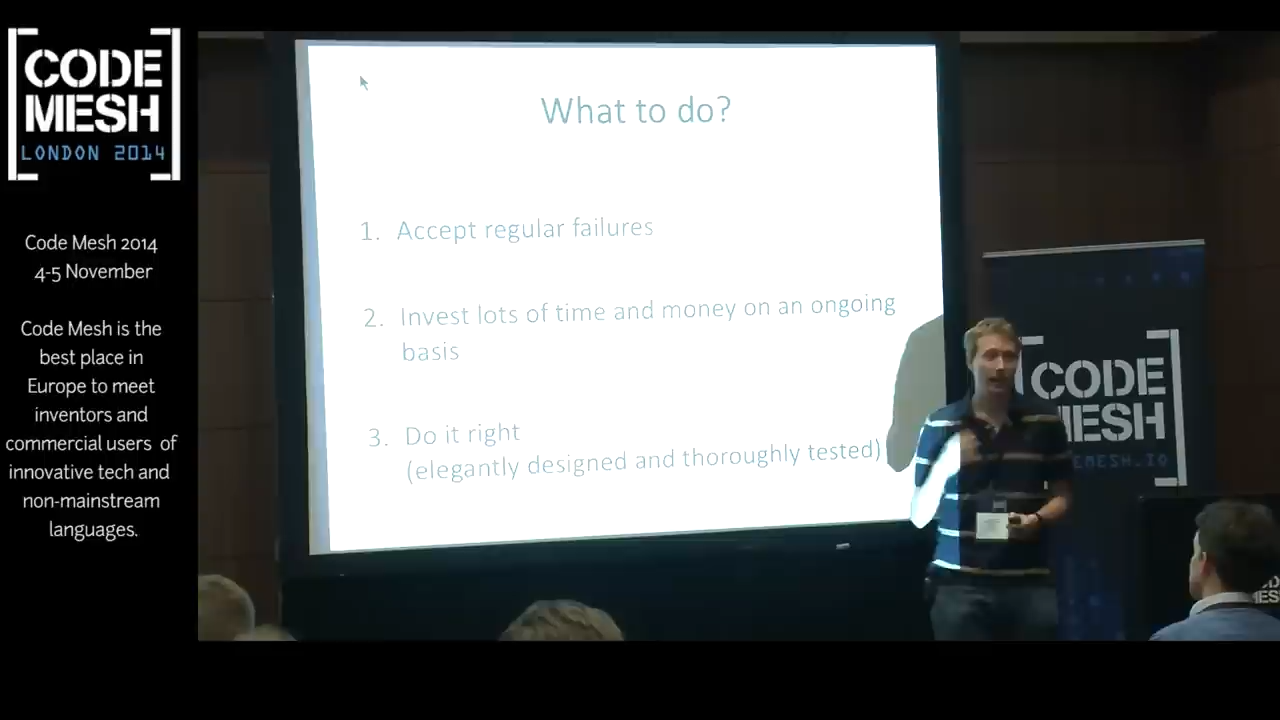 CODE
MESH
LONDON 2014
Code Mesh 2014
4-5 November
Code Mesh is the
best place in
Europe to meet
inventors and
commercial users of
innovative tech and
non-mainstream
languages.
What to do?
1. Accept regular failures
2. Invest lots of time and money on an ongoing
basis
3. Do it right
(elegantly designed and thoroughly tested)
CODE
MESH
EMESH.IO